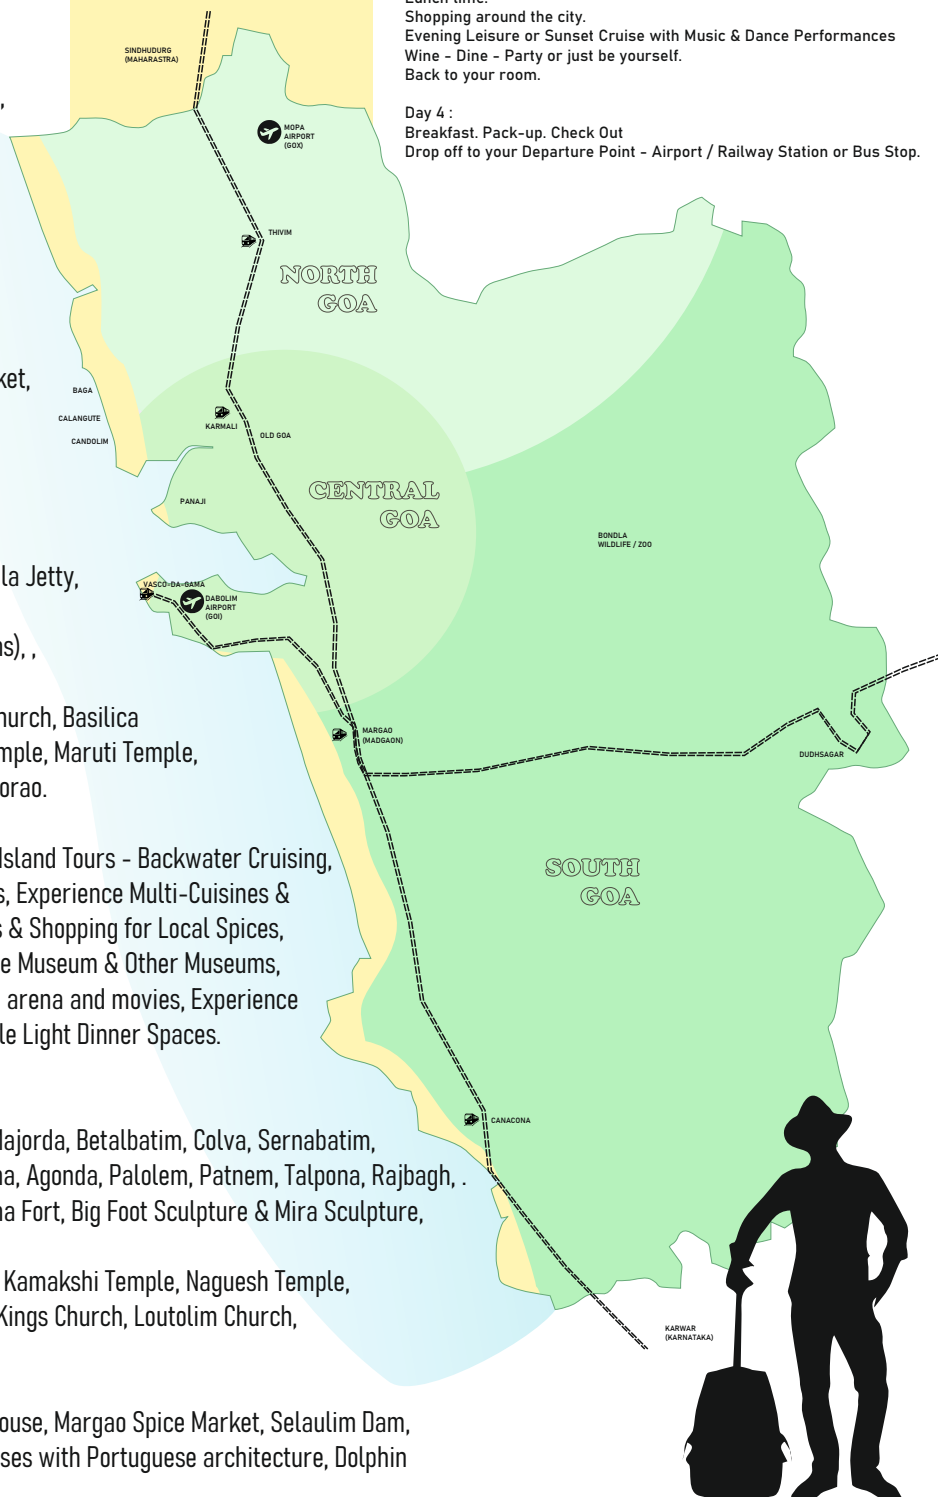 Lunch time.
Shopping around the city.
Evening Leisure or Sunset Cruise with Music & Dance Performances
Wine - Dine - Party or just be yourself.
Back to your room.
Day 4 :
Breakfast. Pack-up. Check Out
Drop off to your Departure Point - Airport / Railway Station or Bus Stop.
SINDHUDURG
(MAHARASTRA)
,
MOPA
AIRPORT
(GOX)
THIVIM
NORTH
GOA
ket,
BAGA
CALANGUTE
CANDOLIM
KARMALI
OLD GOA
CENTRAL
GOA
PANAJI
BONDLA
WILDLIFE / ZOO
la Jetty,
VASCO-DA-GAMA
DABOLIM
AIRPORT
(GOI)
ns), ,
hurch, Basilica
mple, Maruti Temple,
orao.
MARGAO
(MADGAON)
DUDHSAGAR
Island Tours - Backwater Cruising,
s, Experience Multi-Cuisines &
s & Shopping for Local Spices,
e Museum & Other Museums,
arena and movies, Experience
le Light Dinner Spaces.
SOUTH
GOA
CANACONA
Majorda, Betalbatim, Colva, Sernabatim,
na, Agonda, Palolem, Patnem, Talpona, Rajbagh, .
na Fort, Big Foot Sculpture & Mira Sculpture,
Kamakshi Temple, Naguesh Temple,
Kings Church, Loutolim Church,
KARWAR
(KARNATAKA)
ouse, Margao Spice Market, Selaulim Dam,
ses with Portuguese architecture, Dolphin